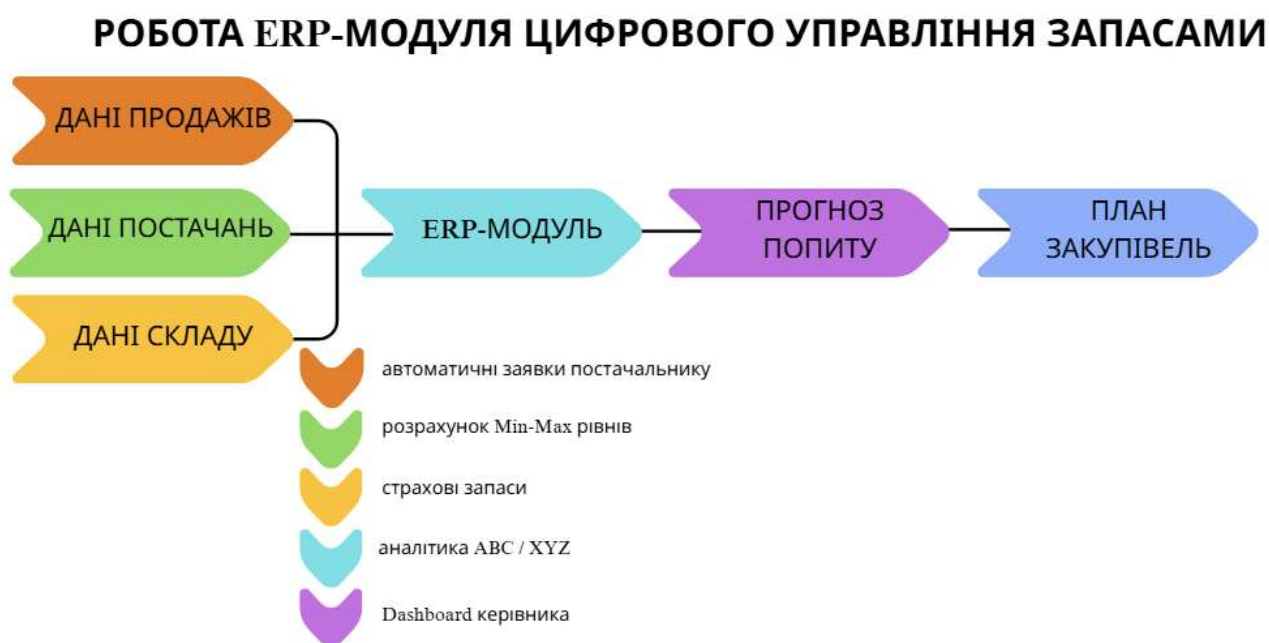 РОБОТА ERP-МОДУЛЯ ЦИФРОВОГО УПРАВЛІННЯ ЗАПАСАМИ
ДАНІ ПРОДАЖІВ
ДАНІ ПОСТАЧАНЬ
ДАНІ СКЛАДУ
ERP-МОДУЛЬ
ПРОГНОЗ
ПОПИТУ
ПЛАН
ЗАКУПІВЕЛЬ
автоматичні заявки постачальнику
розрахунок Min-Max рівнів
страхові запаси
аналітика ABC / XYZ
Dashboard керівника